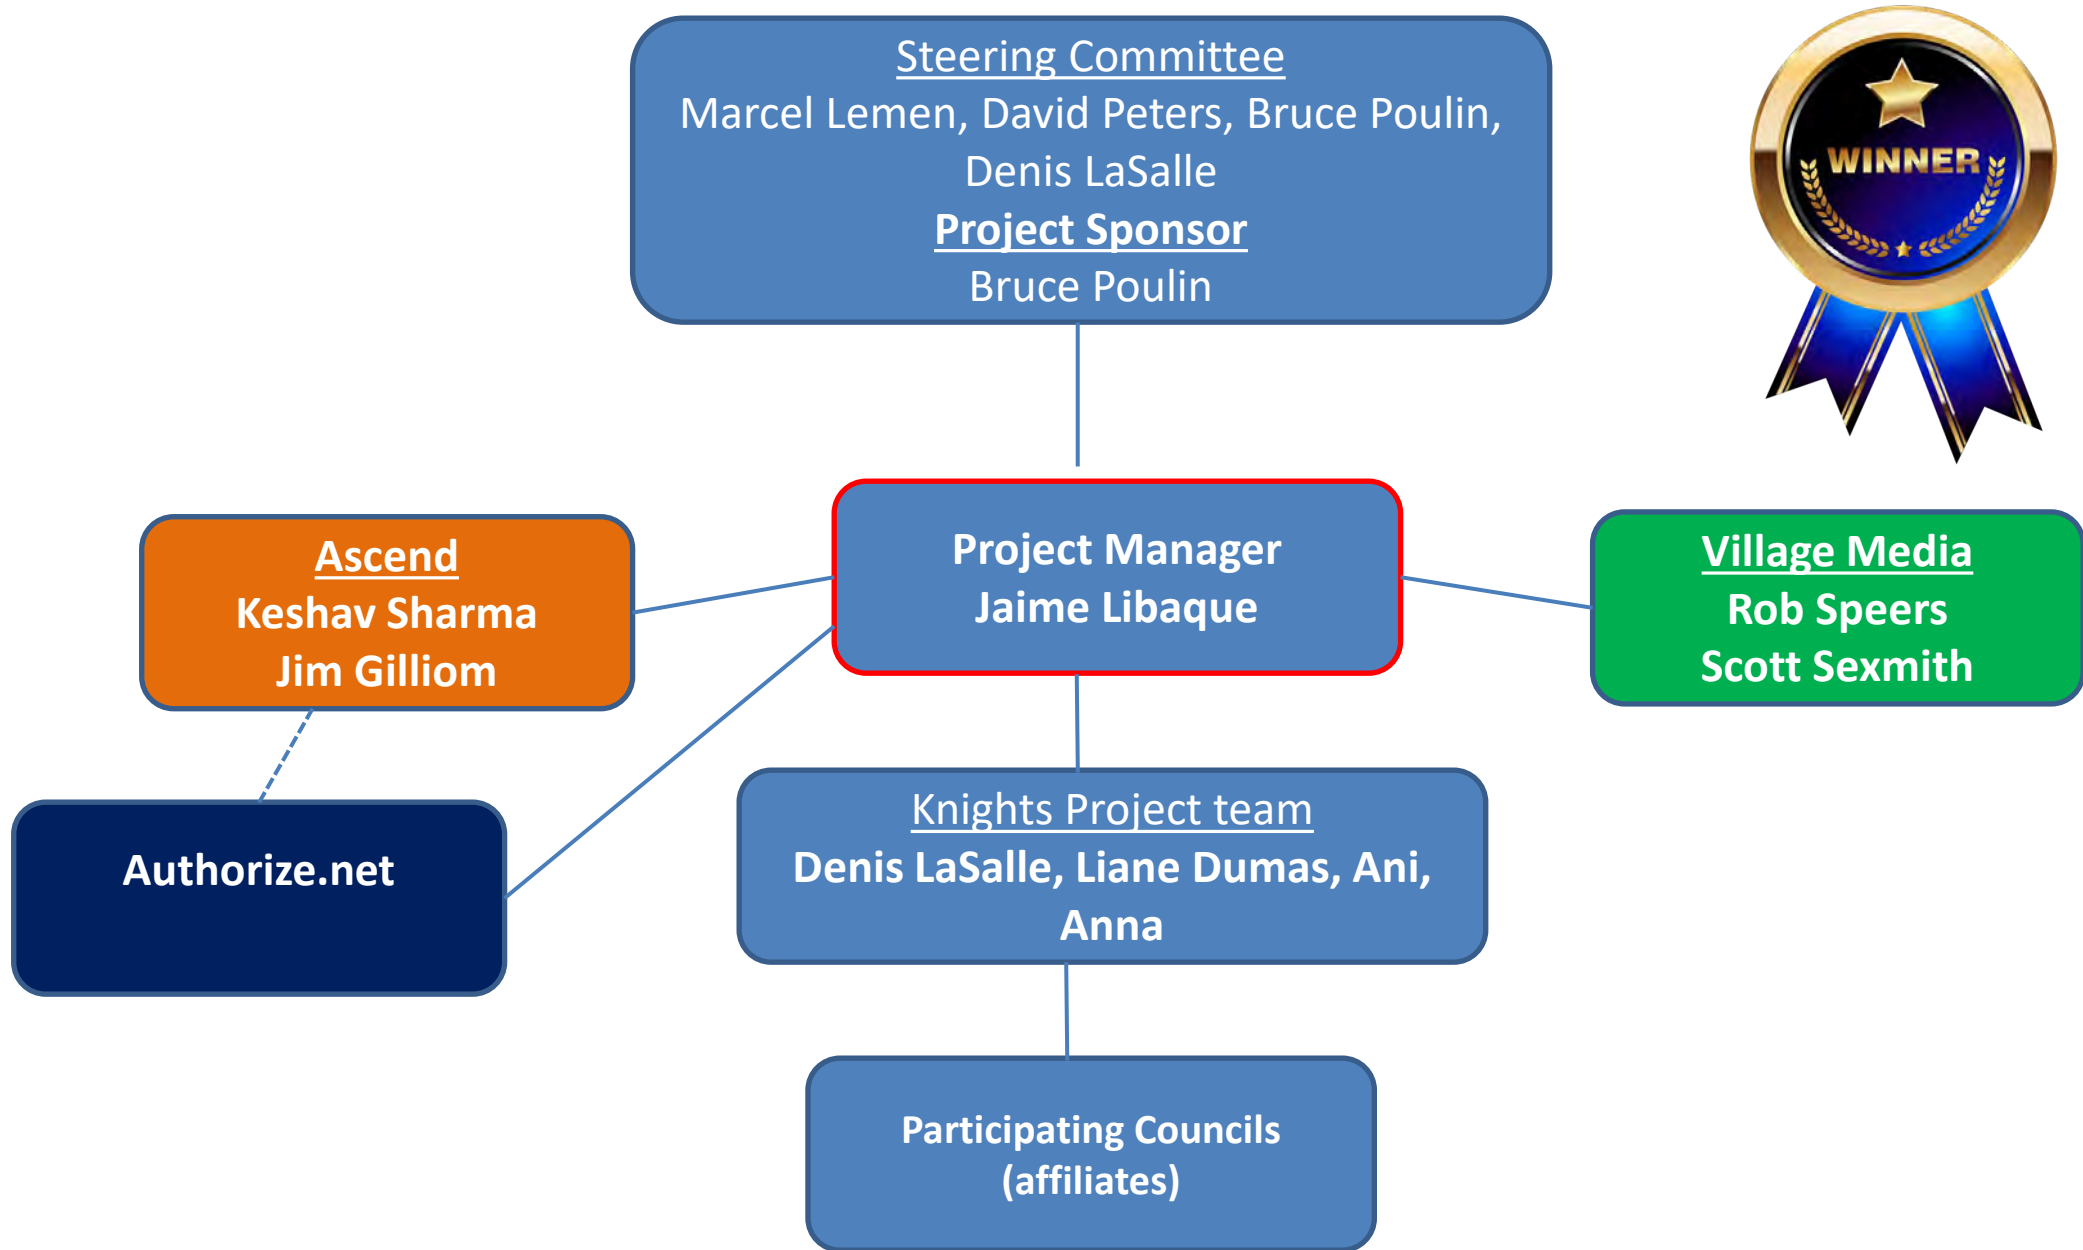 Steering Committee
Marcel Lemen, David Peters, Bruce Poulin,
Denis LaSalle
Project Sponsor
Bruce Poulin
WINNER
Ascend
Keshav Sharma
Jim Gilliom
Project Manager
Jaime Libaque
Village Media
Rob Speers
Scott Sexmith
Authorize.net
Knights Project team
Denis LaSalle, Liane Dumas, Ani,
Anna
Participating Councils
(affiliates)